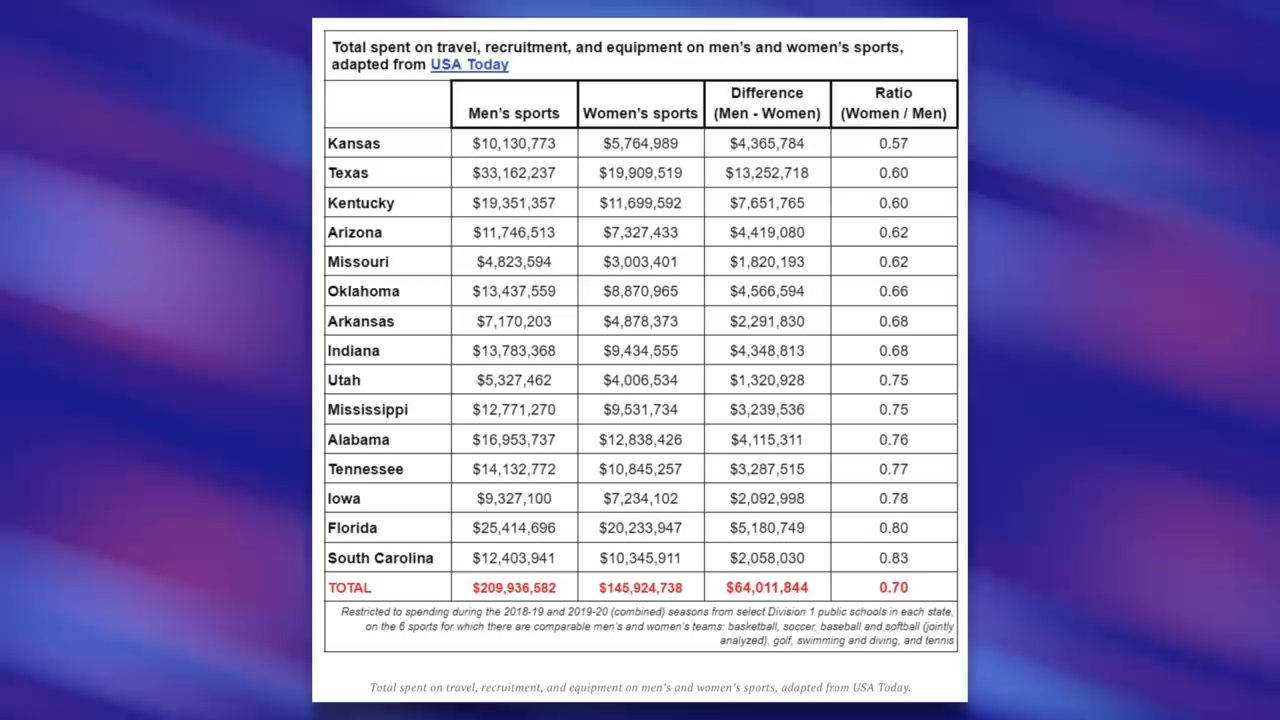 Total spent on travel, recruitment, and equipment on men's and women's sports,
adapted from USA Today
Men's sports Women's sports Difference (Men - Women) Ratio (Women / Men)
Kansas $10,130,773 $5,764,989 $4,365,784 0.57
Texas $33,162,237 $19,909,519 $13,252,718 0.60
Kentucky $19,351,357 $11,699,592 $7,651,765 0.60
Arizona $11,746,513 $7,327,433 $4,419,080 0.62
Missouri $4,823,594 $3,003,401 $1,820,193 0.62
Oklahoma $13,437,559 $8,870,965 $4,566,594 0.66
Arkansas $7,170,203 $4,878,373 $2,291,830 0.68
Indiana $13,783,368 $9,434,555 $4,348,813 0.68
Utah $5,327,462 $4,006,534 $1,320,928 0.75
Mississippi $12,771,270 $9,531,734 $3,239,536 0.75
Alabama $16,953,737 $12,838,426 $4,115,311 0.76
Tennessee $14,132,772 $10,845,257 $3,287,515 0.77
Iowa $9,327,100 $7,234,102 $2,092,998 0.78
Florida $25,414,696 $20,233,947 $5,180,749 0.80
South Carolina $12,403,941 $10,345,911 $2,058,030 0.83
TOTAL $209,936,582 $145,924,738 $64,011,844 0.70
Restricted to spending during the 2018-19 and 2019-20 (combined) seasons from select Division 1 public schools in each state,
on the 6 sports for which there are comparable men's and women's teams: basketball, soccer, baseball and softball (jointly
analyzed), golf, swimming and diving, and tennis
Total spent on travel, recruitment, and equipment on men's and women's sports, adapted from USA Today.